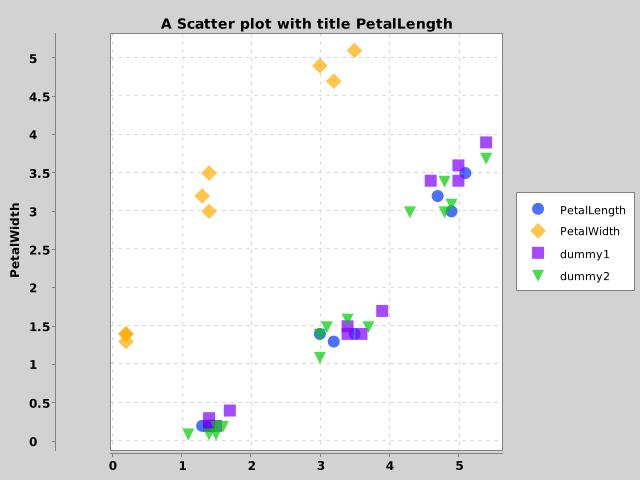 A Scatter plot with title PetalLength
5
4.5
4
3.5
3
2.5
2
1.5
1
0.5
0
PetalWidth
0 1 2 3 4 5
PetalLength
PetalWidth
dummy1
dummy2